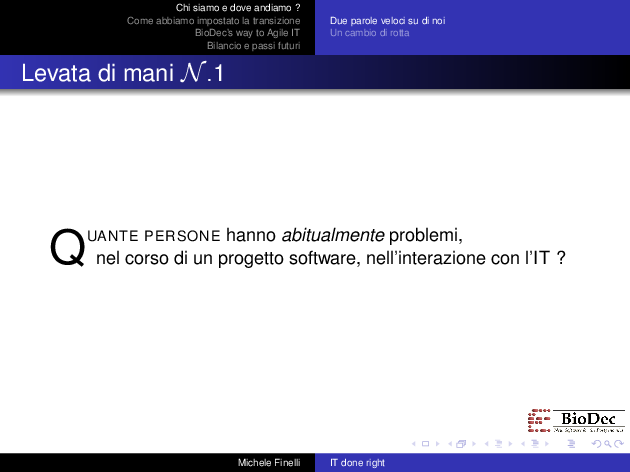 Chi siamo e dove andiamo ?
Come abbiamo impostato la transizione
BioDec's way to Agile IT
Bilancio e passi futuri
Due parole veloci su di noi
Un cambio di rotta
Levata di mani N.1
QUANTE PERSONE hanno abitualmente problemi,
nel corso di un progetto software, nell'interazione con l'IT ?
BioDec
Michele Finelli
IT done right